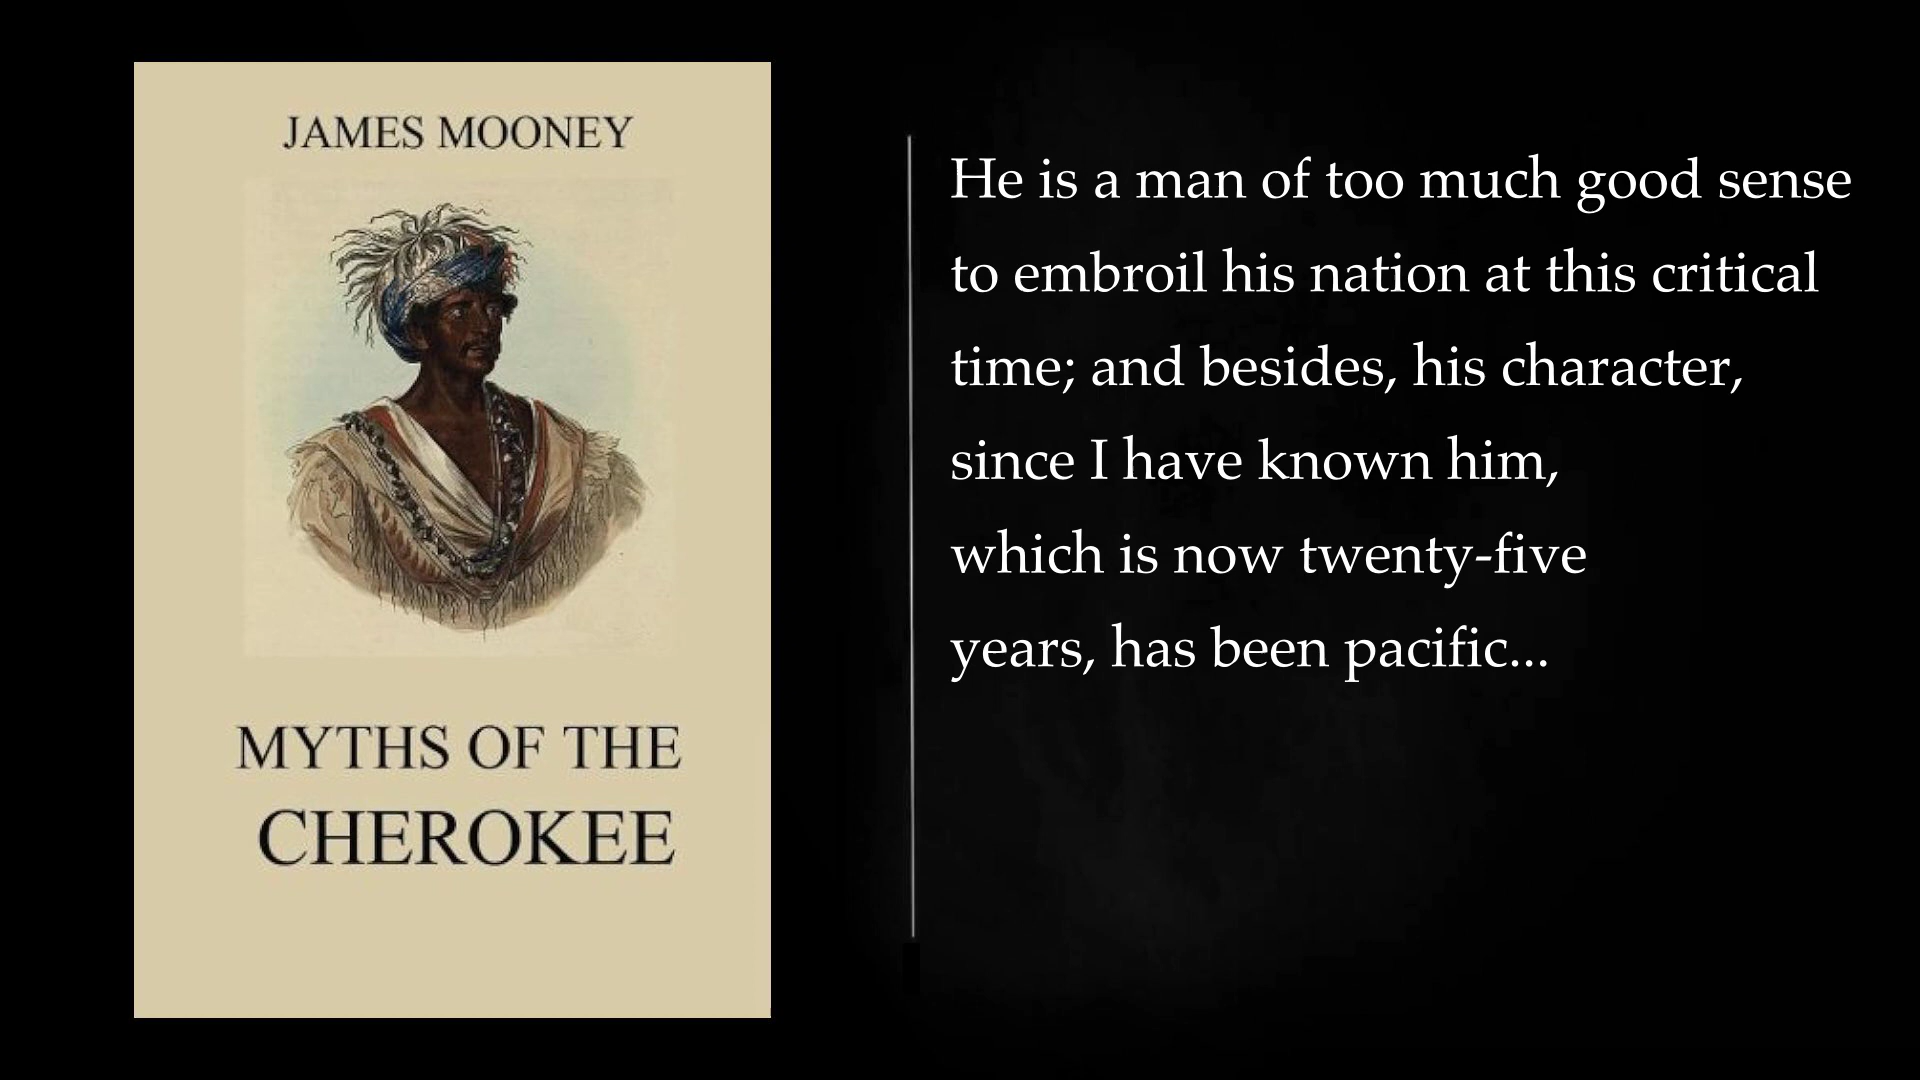 JAMES MOONEY
MYTHS OF THE
CHEROKEE
He is a man of too much good sense
to embroil his nation at this critical
time; and besides, his character,
since I have known him,
which is now twenty-five
years, has been pacific...